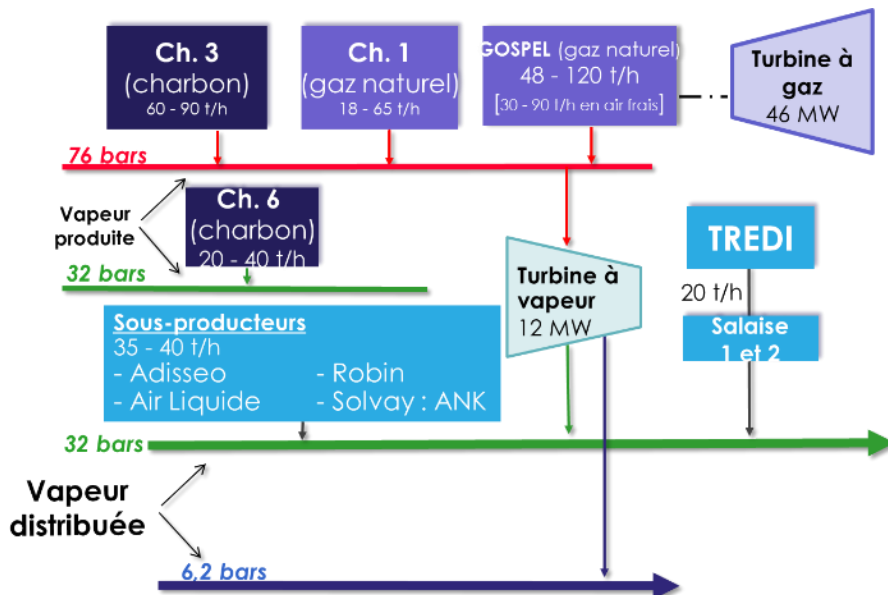 Ch. 3
(charbon)
60 - 90 t/h
Ch. 1
(gaz naturel)
18 - 65 t/h
GOSPEL (gaz naturel)
48 - 120 t/h
[30 - 90 t/h en air frais]
Turbine à
gaz
46 MW
76 bars
Vapeur
produite
Ch. 6
(charbon)
20 - 40 t/h
32 bars
Turbine à
vapeur
12 MW
TREDI
20 t/h
Salaise
1 et 2
Sous-producteurs
35 - 40 t/h
- Adisseo - Robin
- Air Liquide - Solvay : ANK
32 bars
Vapeur
distribuée
6,2 bars